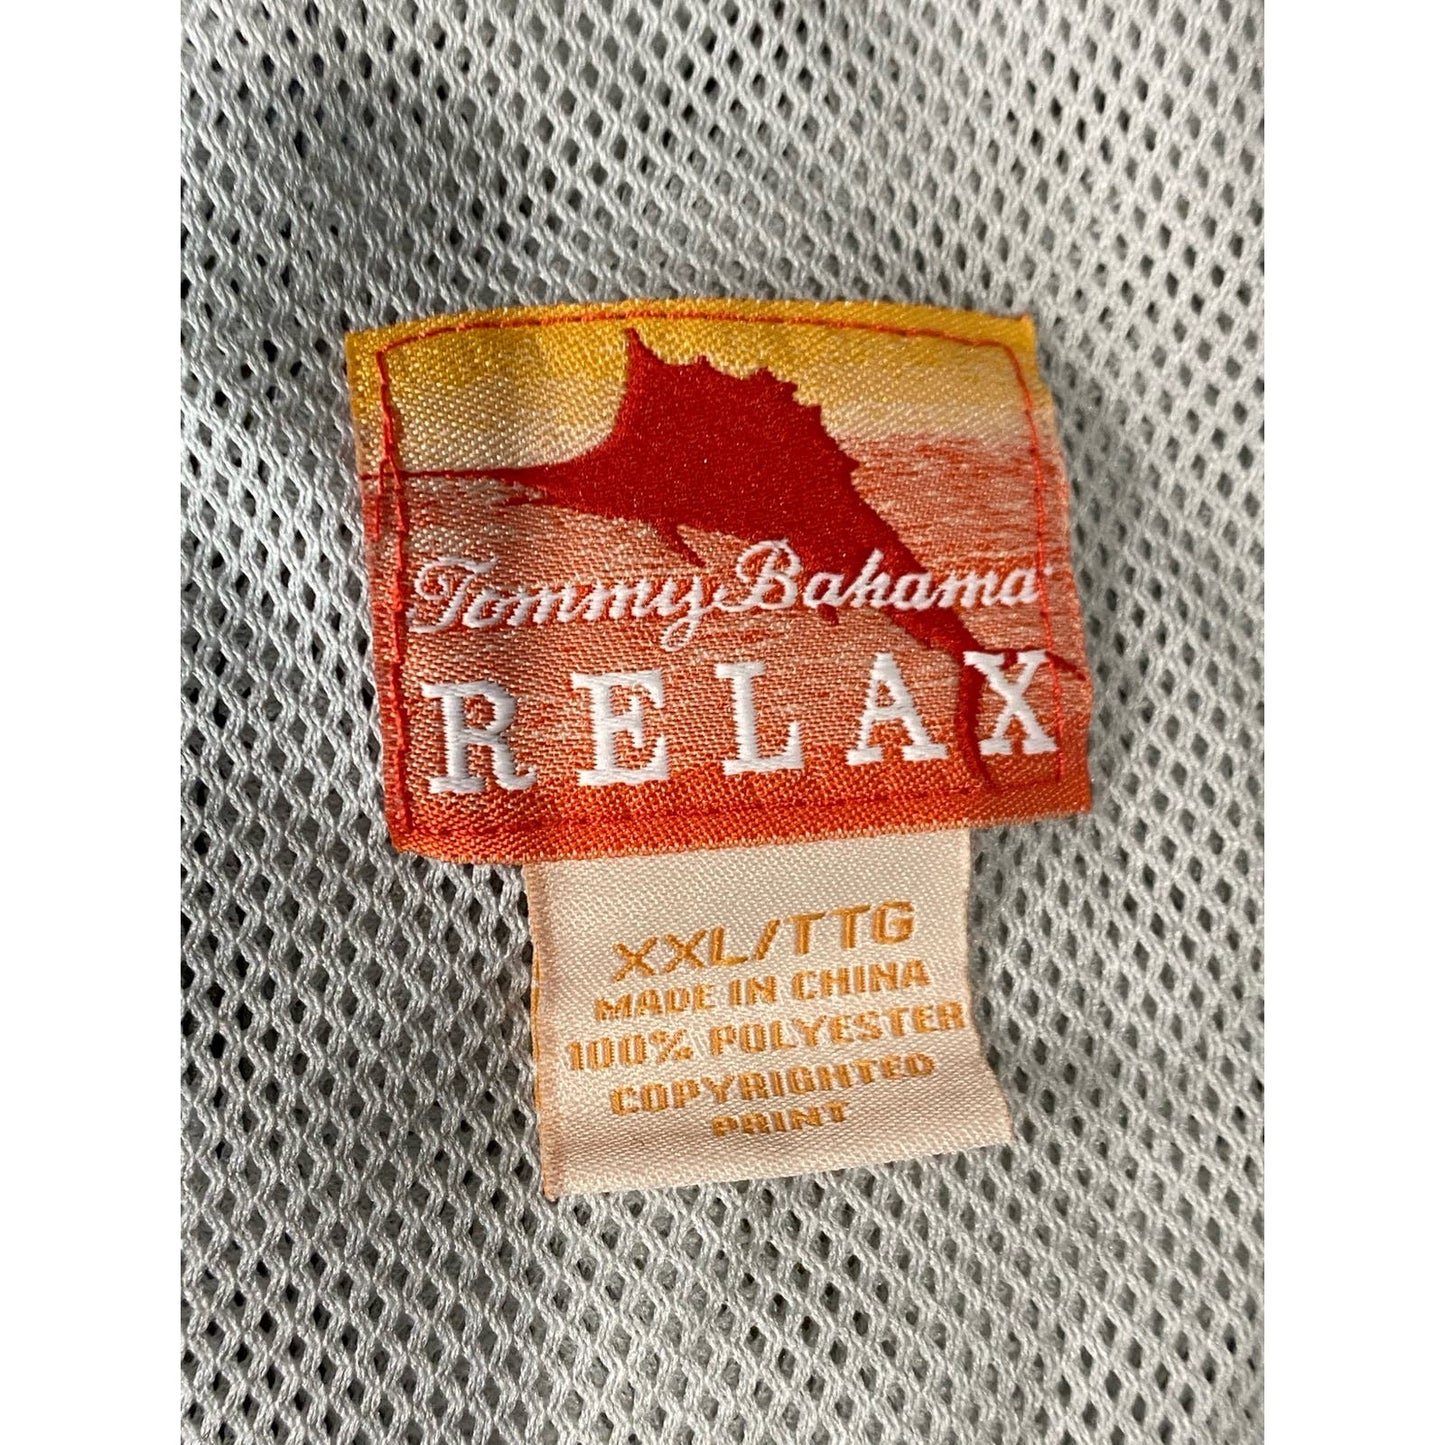 Tommy Bahama
RELAX
XXL/TTG
MADE IN CHINA
100% POLYESTER
COPYRIGHTED
PRINT